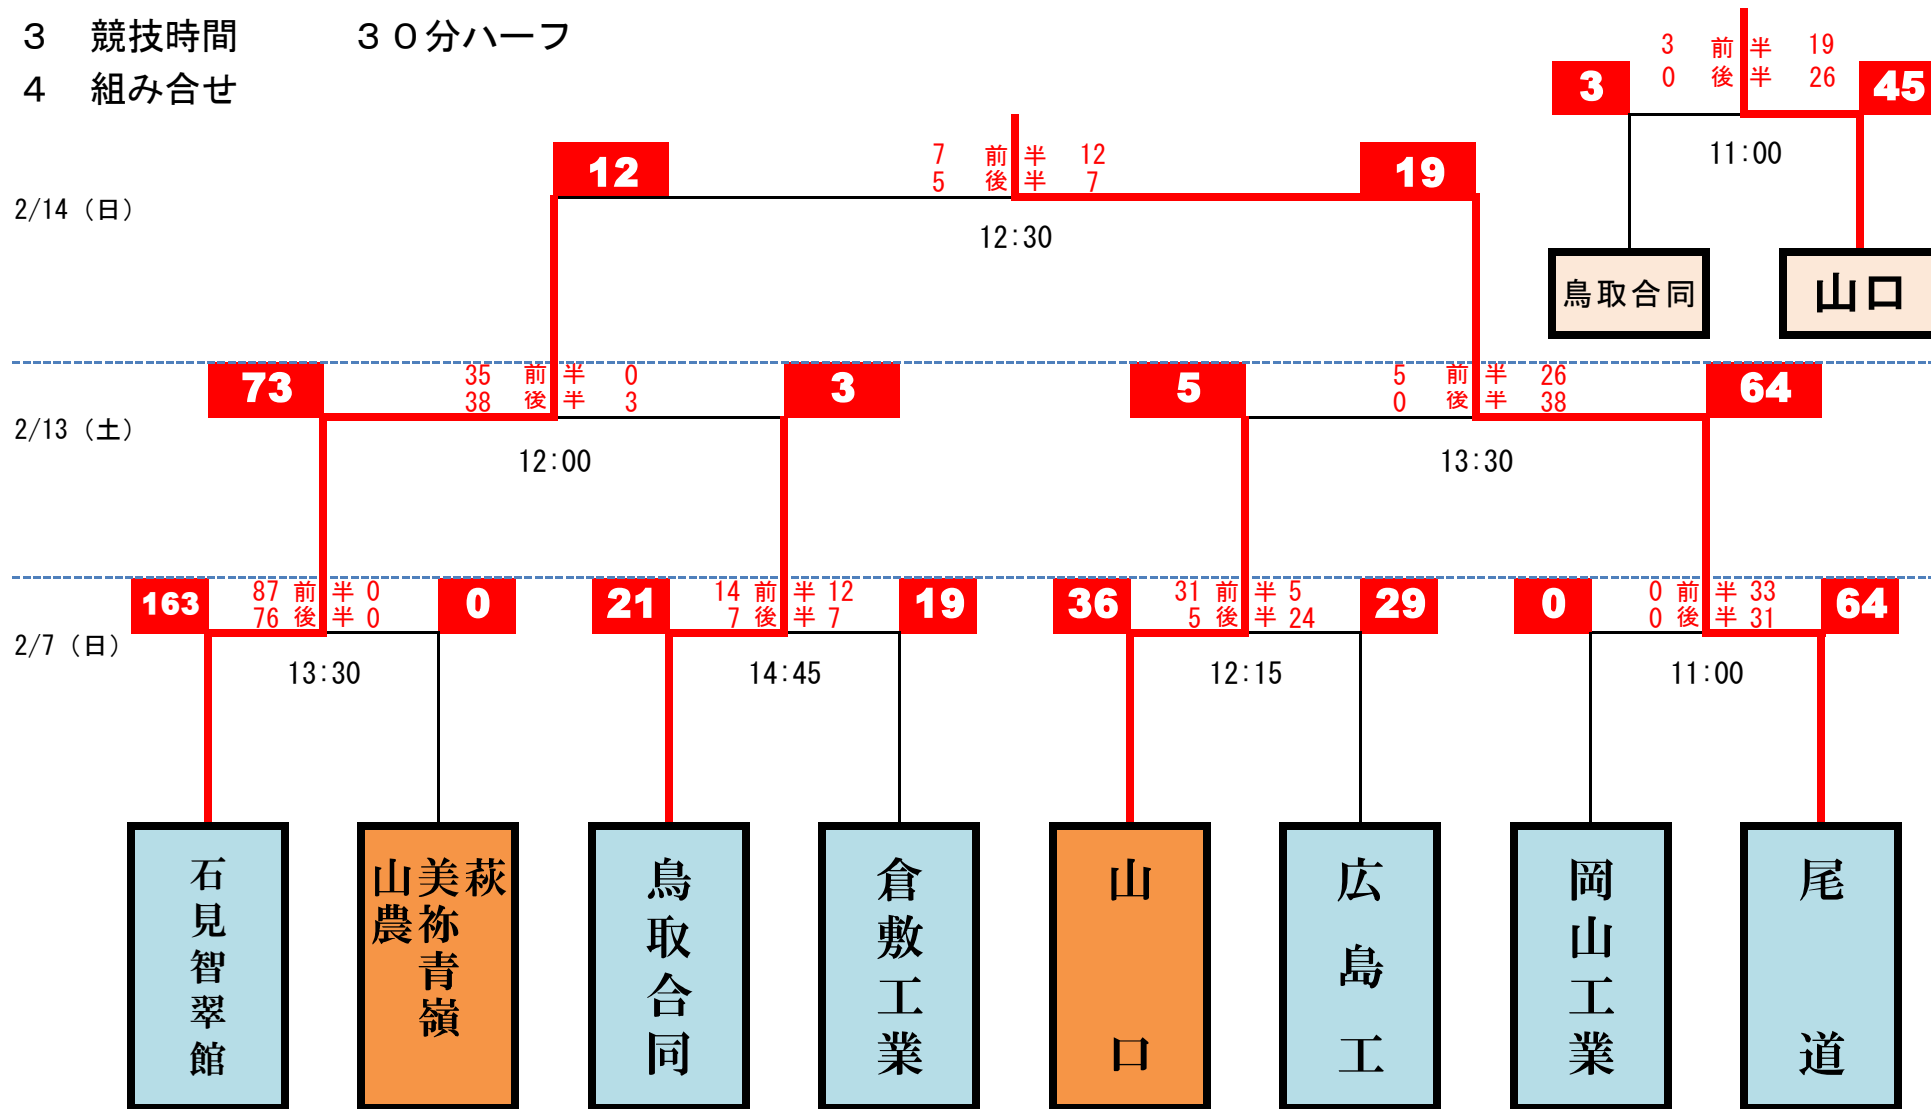 ３　競技時間　　　３０分ハーフ
４　組み合せ
3 前半 19
0 後半 26
3
45
11:00
鳥取合同
山口
12
7 前半 12
5 後半 7
19
2/14（日）
12:30
73
35 前半 0
38 後半 3
3
5
5 前半 26
0 後半 38
64
2/13（土）
12:00
13:30
163
87 前半 0
76 後半 0
0
21
14 前半 12
7 後半 7
19
36
31 前半 5
5 後半 24
29
0
0 前半 33
0 後半 31
64
2/7（日）
13:30
14:45
12:15
11:00
石見智翠館
萩
美祢青嶺
山農
鳥取合同
倉敷工業
山口
広島工
岡山工業
尾道